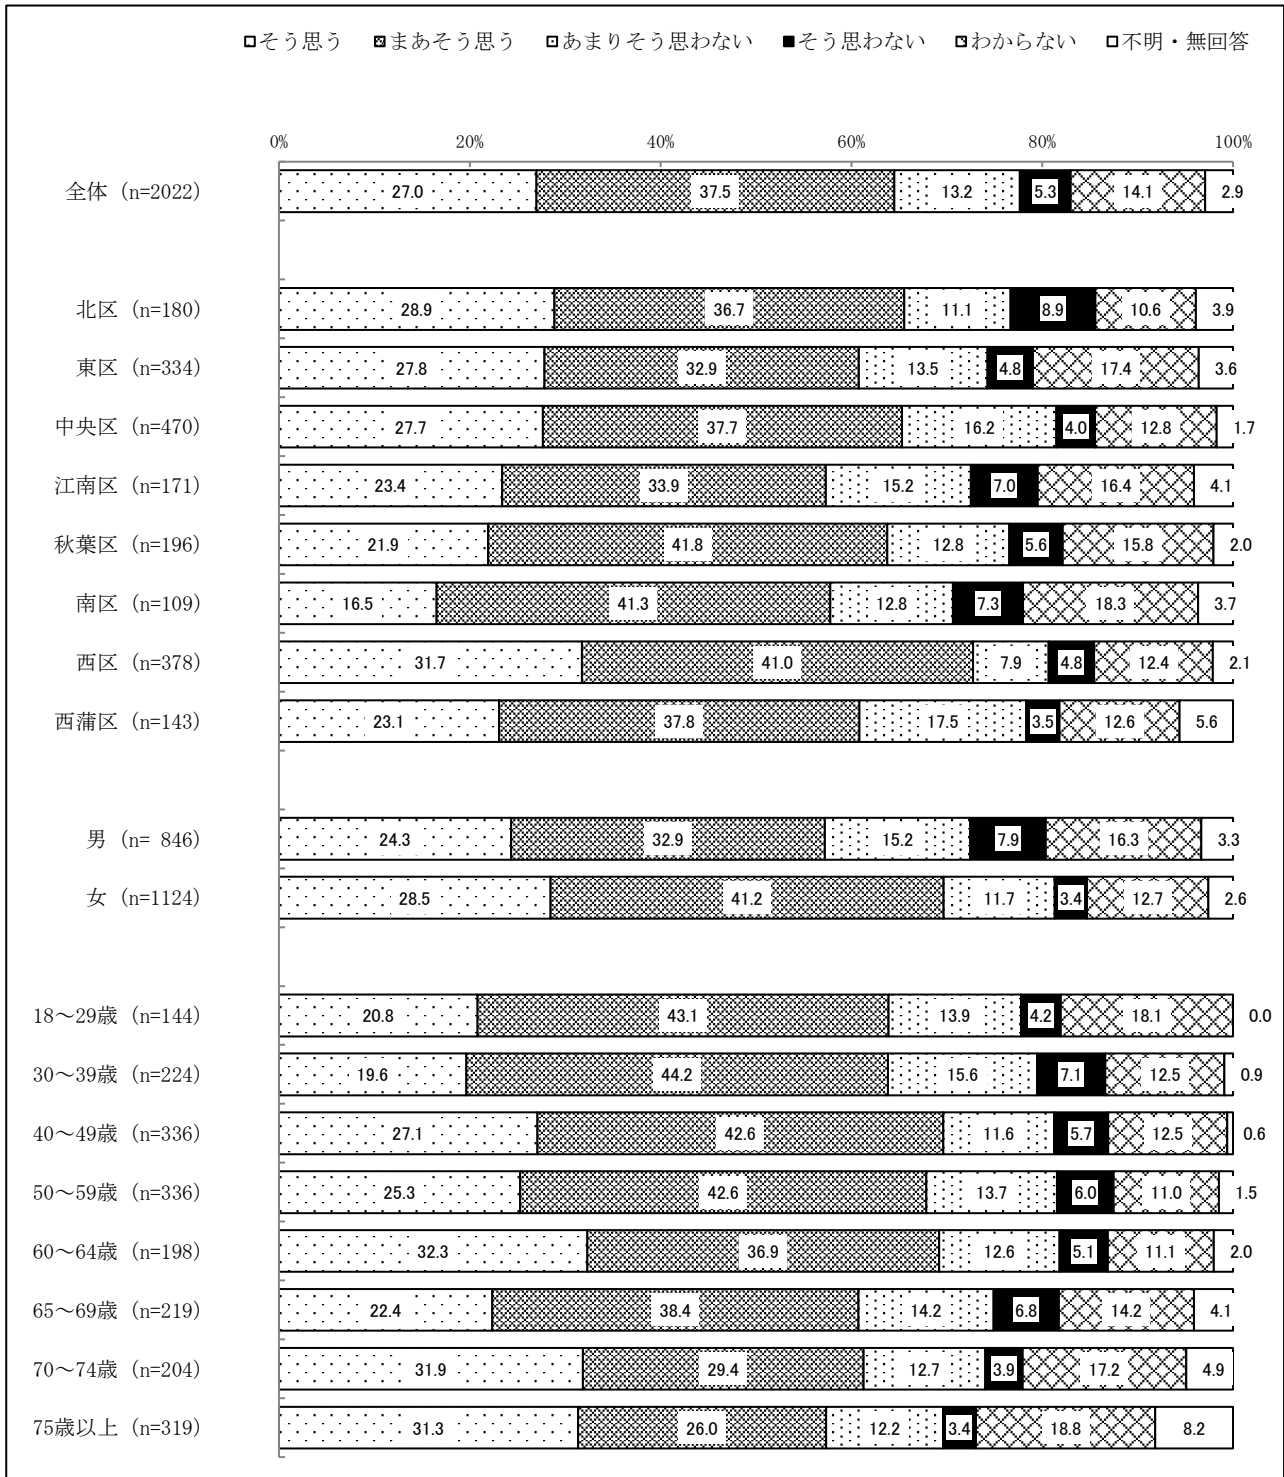 そう思う まあそう思う あまりそう思わない そう思わない わからない 不明・無回答
0% 20% 40% 60% 80% 100%
全体（n=2022） 27.0 37.5 13.2 5.3 14.1 2.9
北区（n=180） 28.9 36.7 11.1 8.9 10.6 3.9
東区（n=334） 27.8 32.9 13.5 4.8 17.4 3.6
中央区（n=470） 27.7 37.7 16.2 4.0 12.8 1.7
江南区（n=171） 23.4 33.9 15.2 7.0 16.4 4.1
秋葉区（n=196） 21.9 41.8 12.8 5.6 15.8 2.0
南区（n=109） 16.5 41.3 12.8 7.3 18.3 3.7
西区（n=378） 31.7 41.0 7.9 4.8 12.4 2.1
西蒲区（n=143） 23.1 37.8 17.5 3.5 12.6 5.6
男（n= 846） 24.3 32.9 15.2 7.9 16.3 3.3
女（n=1124） 28.5 41.2 11.7 3.4 12.7 2.6
18～29歳（n=144） 20.8 43.1 13.9 4.2 18.1 0.0
30～39歳（n=224） 19.6 44.2 15.6 7.1 12.5 0.9
40～49歳（n=336） 27.1 42.6 11.6 5.7 12.5 0.6
50～59歳（n=336） 25.3 42.6 13.7 6.0 11.0 1.5
60～64歳（n=198） 32.3 36.9 12.6 5.1 11.1 2.0
65～69歳（n=219） 22.4 38.4 14.2 6.8 14.2 4.1
70～74歳（n=204） 31.9 29.4 12.7 3.9 17.2 4.9
75歳以上（n=319） 31.3 26.0 12.2 3.4 18.8 8.2